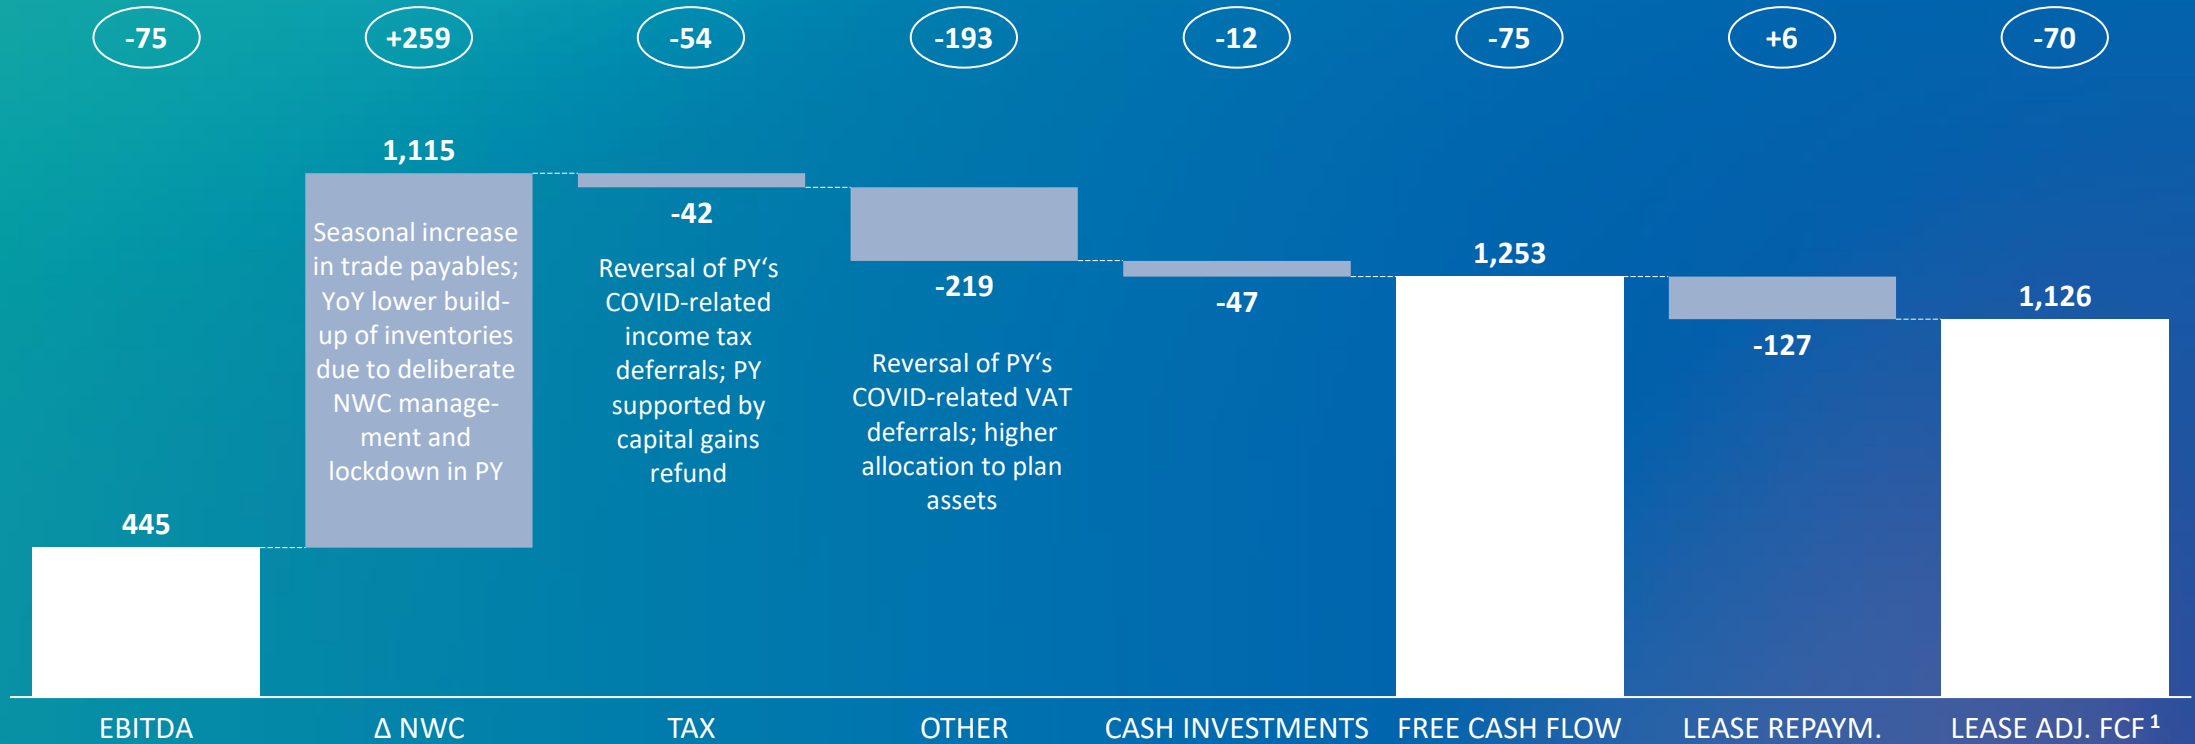 -75
+259
-54
-193
-12
-75
+6
-70
1,115
Seasonal increase
in trade payables;
YoY lower build-
up of inventories
due to deliberate
NWC manage-
ment and
lockdown in PY
-42
Reversal of PY‘s
COVID-related
income tax
deferrals; PY
supported by
capital gains
refund
-219
Reversal of PY‘s
COVID-related VAT
deferrals; higher
allocation to plan
assets
-47
1,253
-127
1,126
445
EBITDA
Δ NWC
TAX
OTHER
CASH INVESTMENTS
FREE CASH FLOW
LEASE REPAYM.
LEASE ADJ. FCF 1